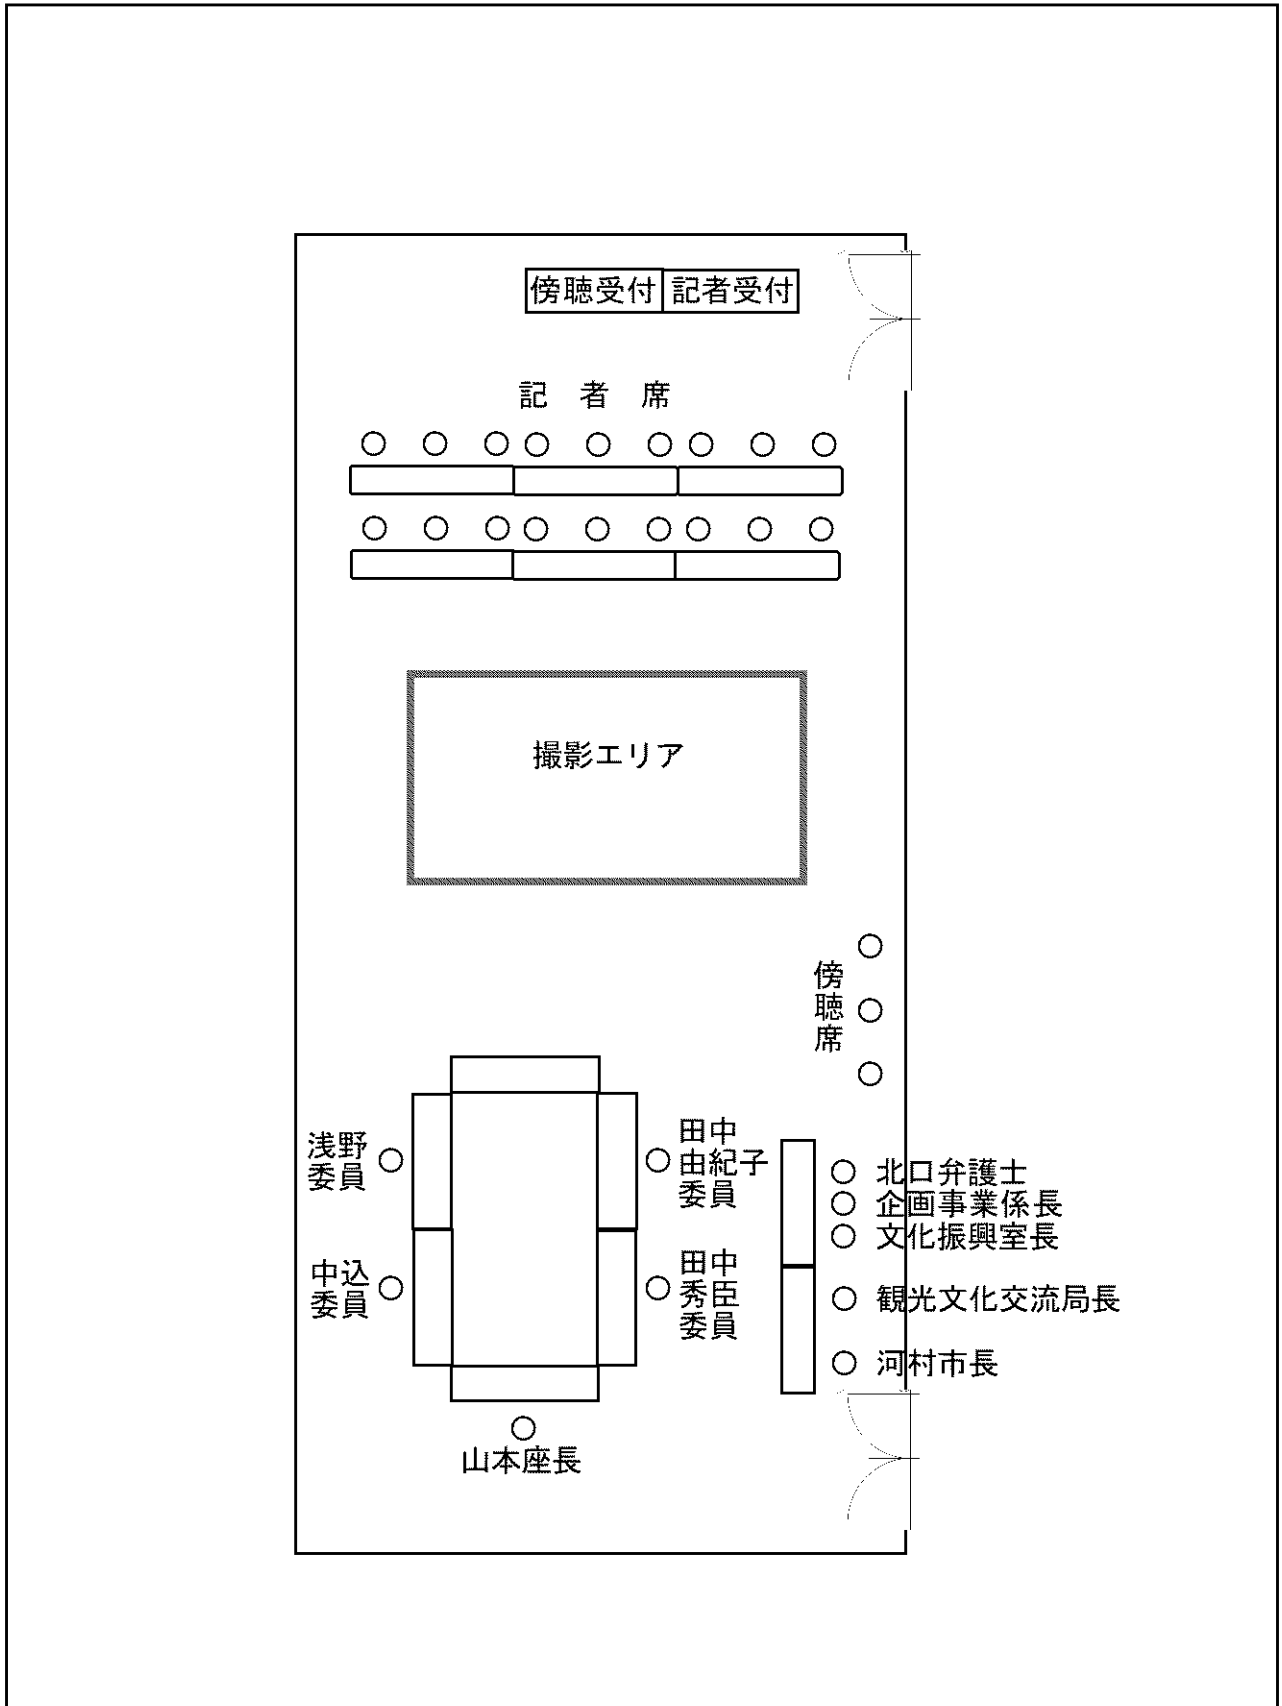 傍聴受付 記者受付
記 者 席
撮影エリア
傍聴席
浅野
委員
田中
由紀子
委員
北口弁護士
企画事業係長
文化振興室長
中込
委員
田中
秀臣
委員
観光文化交流局長
河村市長
山本座長